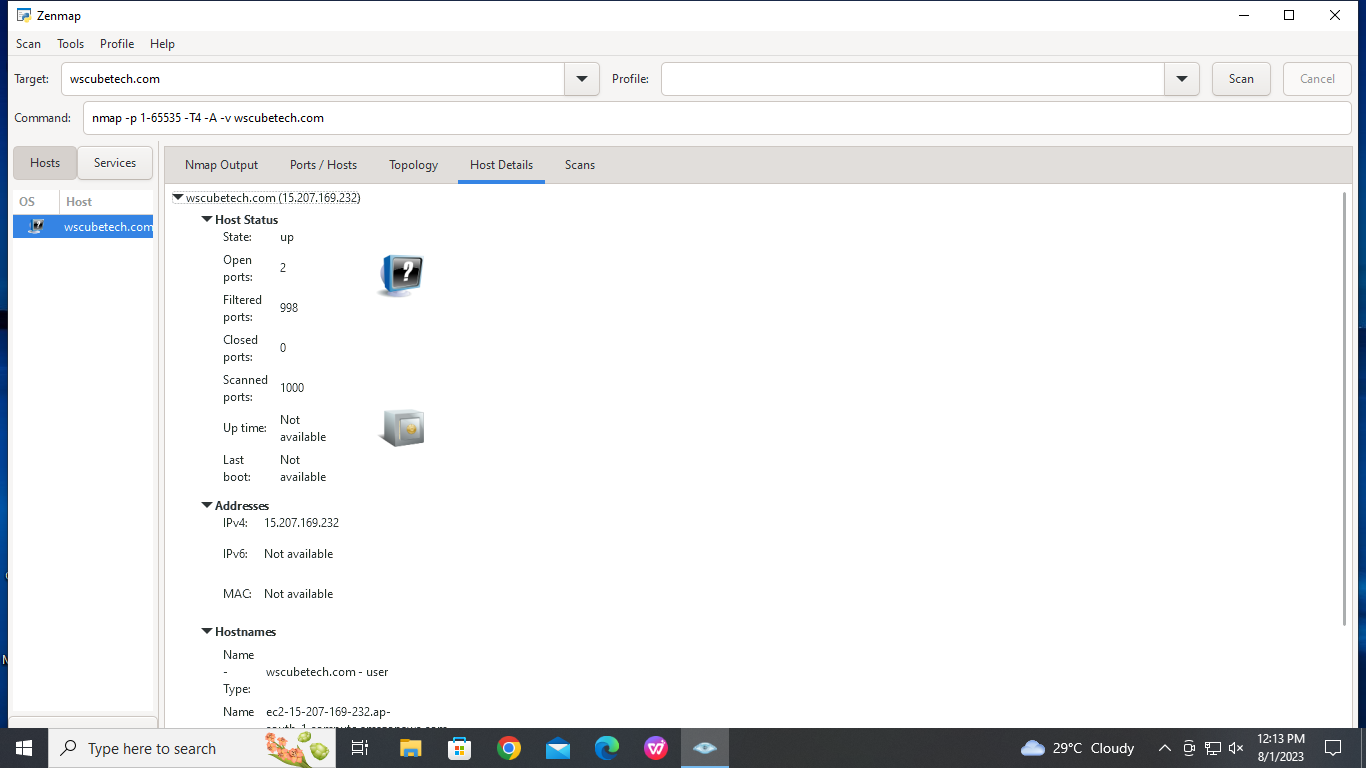 Zenmap
Scan Tools Profile Help
Target: wscubetech.com Profile: Scan Cancel
Command: nmap -p 1-65535 -T4 -A -v wscubetech.com
Hosts Services
OS Host
wscubetech.com
Nmap Output Ports / Hosts Topology Host Details Scans
wscubetech.com (15.207.169.232)
Host Status
State: up
Open
ports: 2
Filtered
ports: 998
Closed
ports: 0
Scanned
ports: 1000
Up time: Not
available
Last
boot: Not
available
Addresses
IPv4: 15.207.169.232
IPv6: Not available
MAC: Not available
Hostnames
Name
-
Type: wscubetech.com - user
Name ec2-15-207-169-232.ap-
Type here to search
29°C Cloudy
12:13 PM
8/1/2023